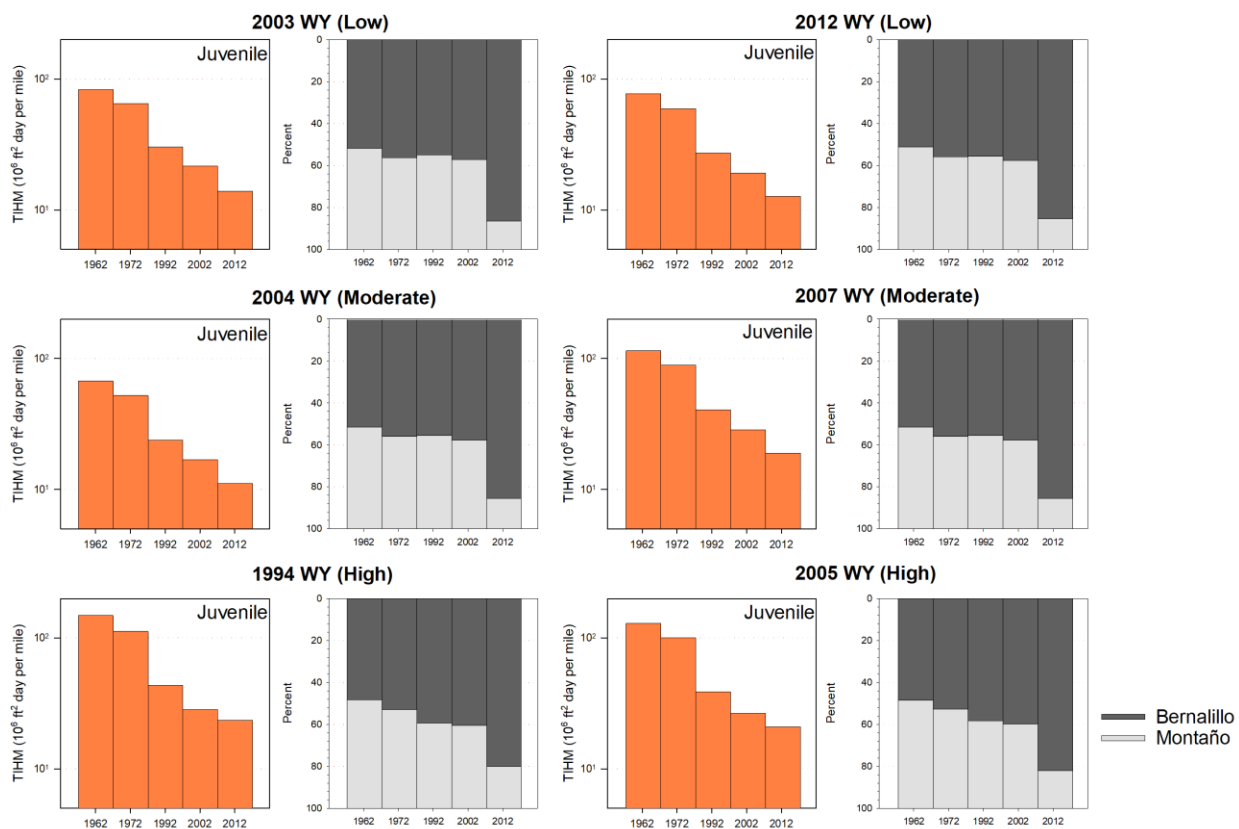 2003 WY (Low)
TIHM (10⁶ ft² day per mile)
10²
10¹
Juvenile
1962 1972 1992 2002 2012
Percent
0
20
40
60
80
100
1962 1972 1992 2002 2012
2012 WY (Low)
TIHM (10⁶ ft² day per mile)
10²
10¹
Juvenile
1962 1972 1992 2002 2012
Percent
0
20
40
60
80
100
1962 1972 1992 2002 2012
2004 WY (Moderate)
TIHM (10⁶ ft² day per mile)
10²
10¹
Juvenile
1962 1972 1992 2002 2012
Percent
0
20
40
60
80
100
1962 1972 1992 2002 2012
2007 WY (Moderate)
TIHM (10⁶ ft² day per mile)
10²
10¹
Juvenile
1962 1972 1992 2002 2012
Percent
0
20
40
60
80
100
1962 1972 1992 2002 2012
1994 WY (High)
TIHM (10⁶ ft² day per mile)
10²
10¹
Juvenile
1962 1972 1992 2002 2012
Percent
0
20
40
60
80
100
1962 1972 1992 2002 2012
2005 WY (High)
TIHM (10⁶ ft² day per mile)
10²
10¹
Juvenile
1962 1972 1992 2002 2012
Percent
0
20
40
60
80
100
1962 1972 1992 2002 2012
Bernalillo
Montaño